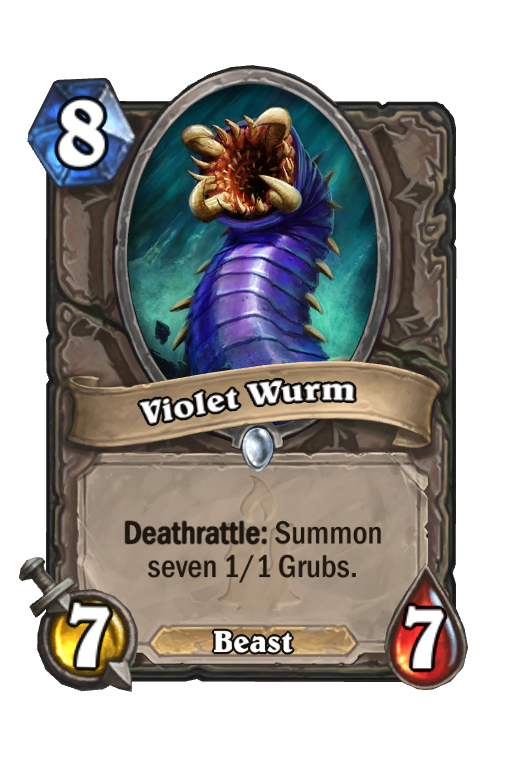 8
Violet Wurm
Deathrattle: Summon
seven 1/1 Grubs.
7
Beast
7